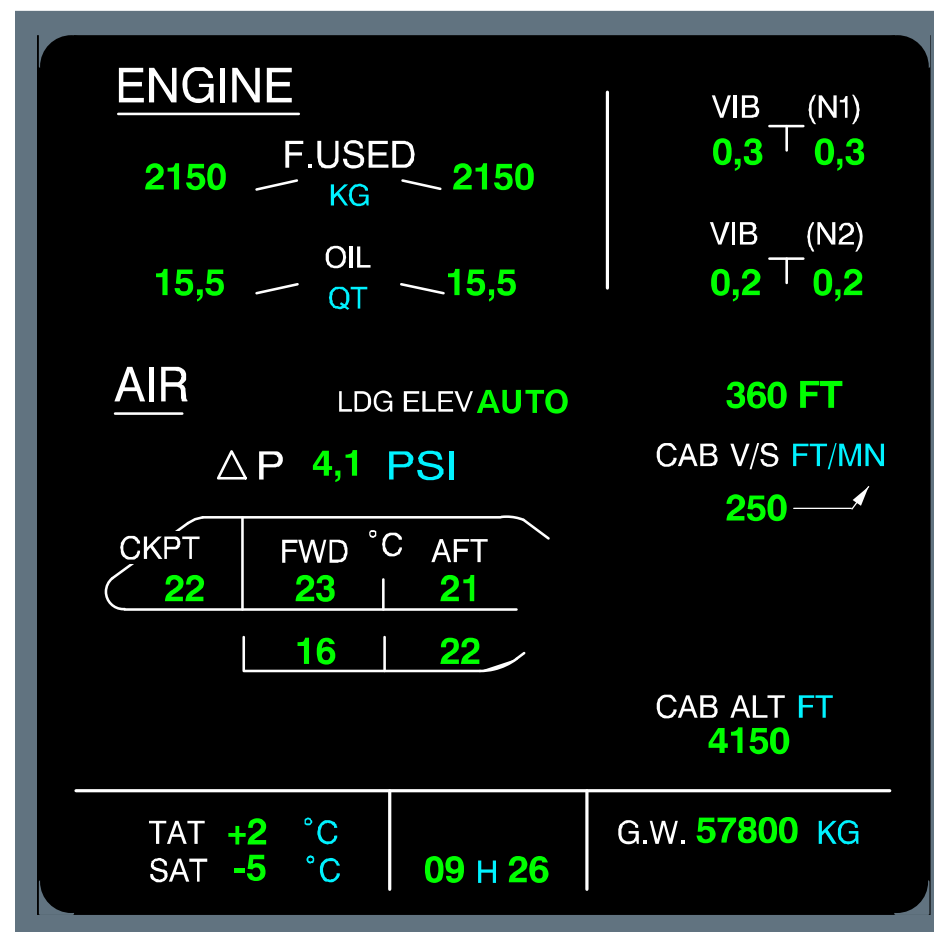 ENGINE
VIB (N1)
0,3 0,3
2150 F.USED 2150
KG
VIB (N2)
0,2 0,2
OIL
15,5 QT 15,5
AIR
LDG ELEV AUTO 360 FT
△ P 4,1 PSI
CAB V/S FT/MN
250
CKPT FWD °C AFT
22 23 21
16 22
CAB ALT FT
4150
TAT +2 °C
SAT -5 °C
09 H 26
G.W. 57800 KG